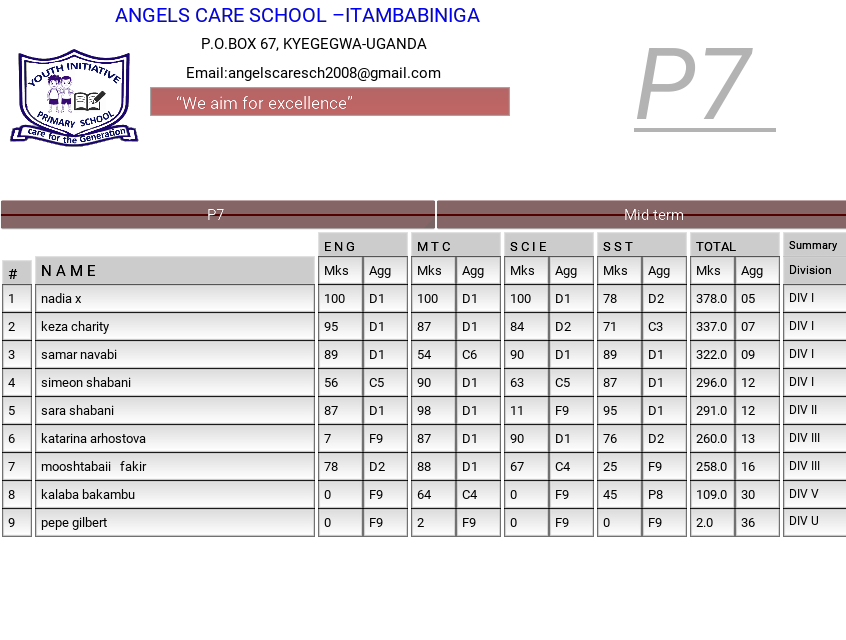 ANGELS CARE SCHOOL –ITAMBABINIGA
P.O.BOX 67, KYEGEGWA-UGANDA
Email:angelscaresch2008@gmail.com
“We aim for excellence”
YOUTH INITIATIVE
PRIMARY SCHOOL
care for the Generation
P7
P7 Mid term
ENG MTC SCIE SST TOTAL Summary
# NAME Mks Agg Mks Agg Mks Agg Mks Agg Mks Agg Division
1 nadia x 100 D1 100 D1 100 D1 78 D2 378.0 05 DIV I
2 keza charity 95 D1 87 D1 84 D2 71 C3 337.0 07 DIV I
3 samar navabi 89 D1 54 C6 90 D1 89 D1 322.0 09 DIV I
4 simeon shabani 56 C5 90 D1 63 C5 87 D1 296.0 12 DIV I
5 sara shabani 87 D1 98 D1 11 F9 95 D1 291.0 12 DIV II
6 katarina arhostova 7 F9 87 D1 90 D1 76 D2 260.0 13 DIV III
7 mooshtabaii fakir 78 D2 88 D1 67 C4 25 F9 258.0 16 DIV III
8 kalaba bakambu 0 F9 64 C4 0 F9 45 P8 109.0 30 DIV V
9 pepe gilbert 0 F9 2 F9 0 F9 0 F9 2.0 36 DIV U